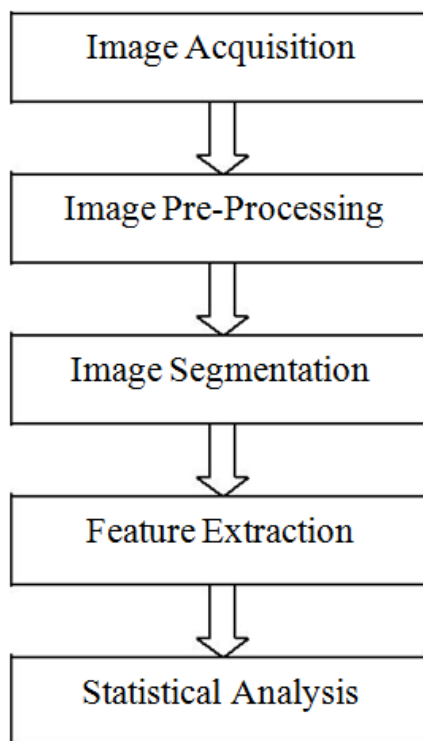 Image Acquisition
Image Pre-Processing
Image Segmentation
Feature Extraction
Statistical Analysis